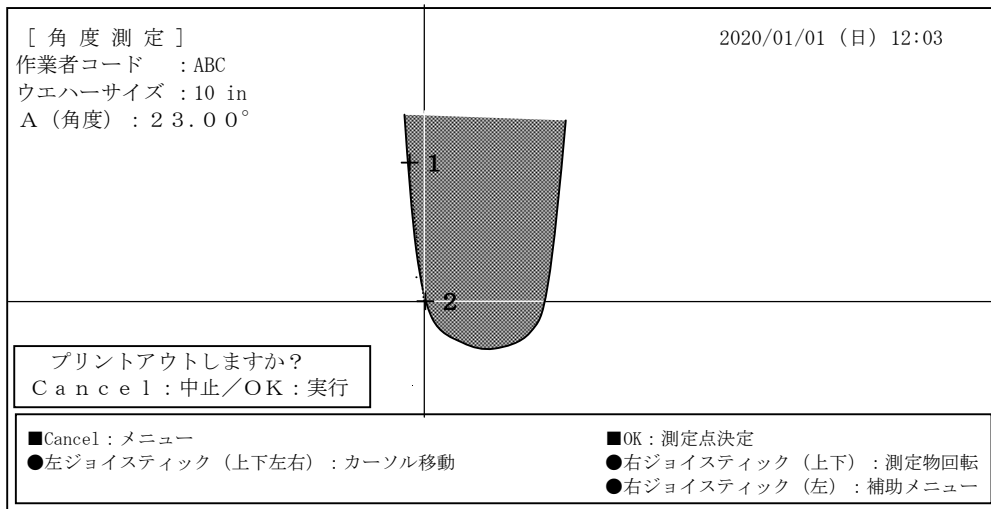 [ 角 度 測 定 ]
2020/01/01 (日) 12:03
作業者コード :ABC
ウエハーサイズ :10 in
A (角度) :23.00°
1
2
プリントアウトしますか?
Cancel:中止/OK:実行
■Cancel:メニュー
■OK:測定点決定
●左ジョイスティック (上下左右) :カーソル移動
●右ジョイスティック (上下) :測定物回転
●右ジョイスティック (左) :補助メニュー